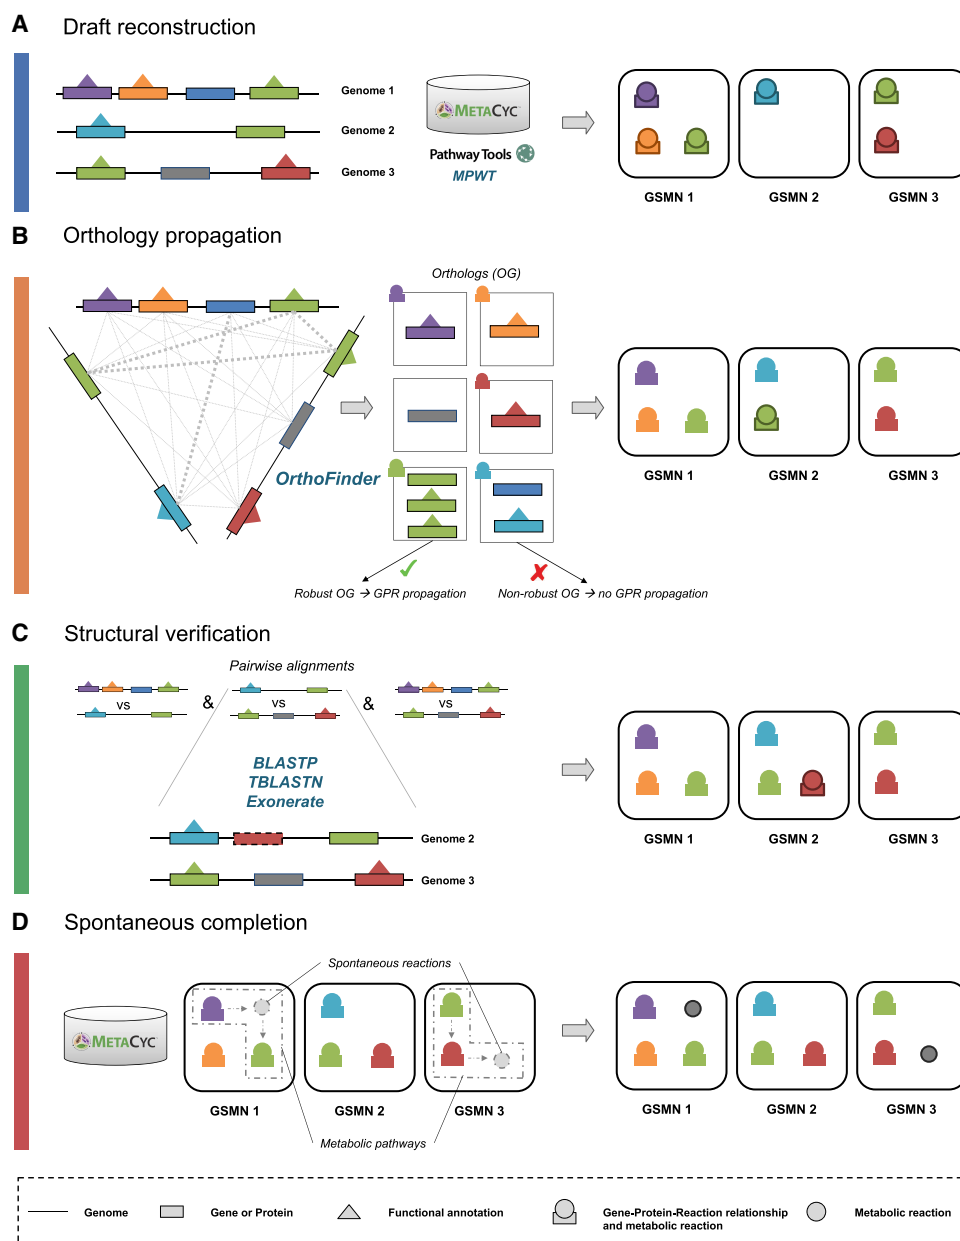 A Draft reconstruction
Genome 1
Genome 2
Genome 3
METACYC
Pathway Tools
MPWT
GSMN 1
GSMN 2
GSMN 3
B Orthology propagation
Orthologs (OG)
OrthoFinder
GSMN 1
GSMN 2
GSMN 3
✓
✗
Robust OG → GPR propagation
Non-robust OG → no GPR propagation
C Structural verification
Pairwise alignments
vs
&
vs
&
vs
BLASTP
TBLASTN
Exonerate
Genome 2
Genome 3
GSMN 1
GSMN 2
GSMN 3
D Spontaneous completion
Spontaneous reactions
METACYC
GSMN 1
GSMN 2
GSMN 3
Metabolic pathways
GSMN 1
GSMN 2
GSMN 3
Genome
Gene or Protein
Functional annotation
Gene-Protein-Reaction relationship
and metabolic reaction
Metabolic reaction